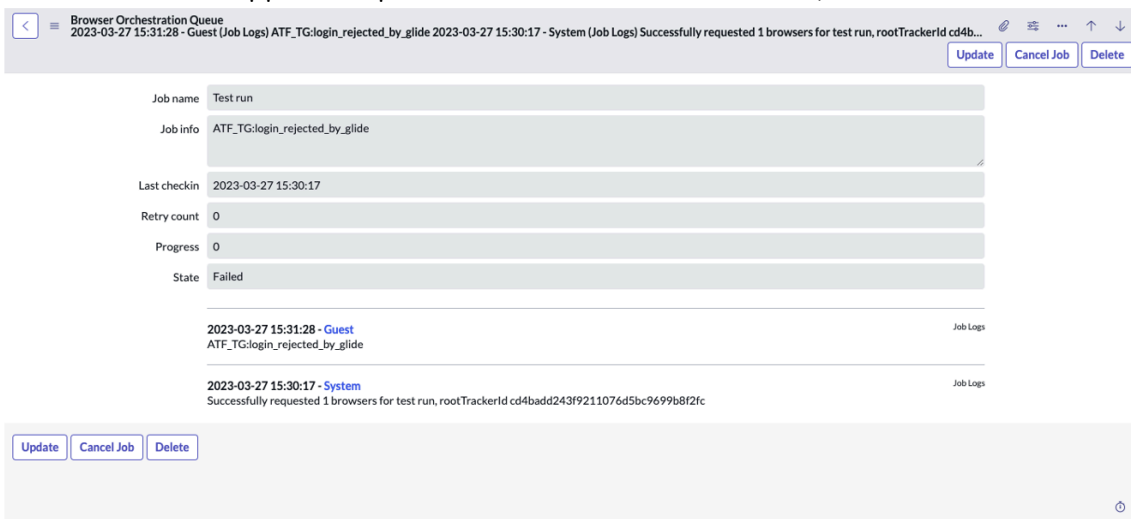 Browser Orchestration Queue
2023-03-27 15:31:28 - Guest (Job Logs) ATF_TG:login_rejected_by_glide 2023-03-27 15:30:17 - System (Job Logs) Successfully requested 1 browsers for test run, rootTrackerId cd4b...
Update Cancel Job Delete
Job name Test run
Job info ATF_TG:login_rejected_by_glide
Last checkin 2023-03-27 15:30:17
Retry count 0
Progress 0
State Failed
2023-03-27 15:31:28 - Guest Job Logs
ATF_TG:login_rejected_by_glide
2023-03-27 15:30:17 - System Job Logs
Successfully requested 1 browsers for test run, rootTrackerId cd4badd243f9211076d5bc9699b8f2fc
Update Cancel Job Delete